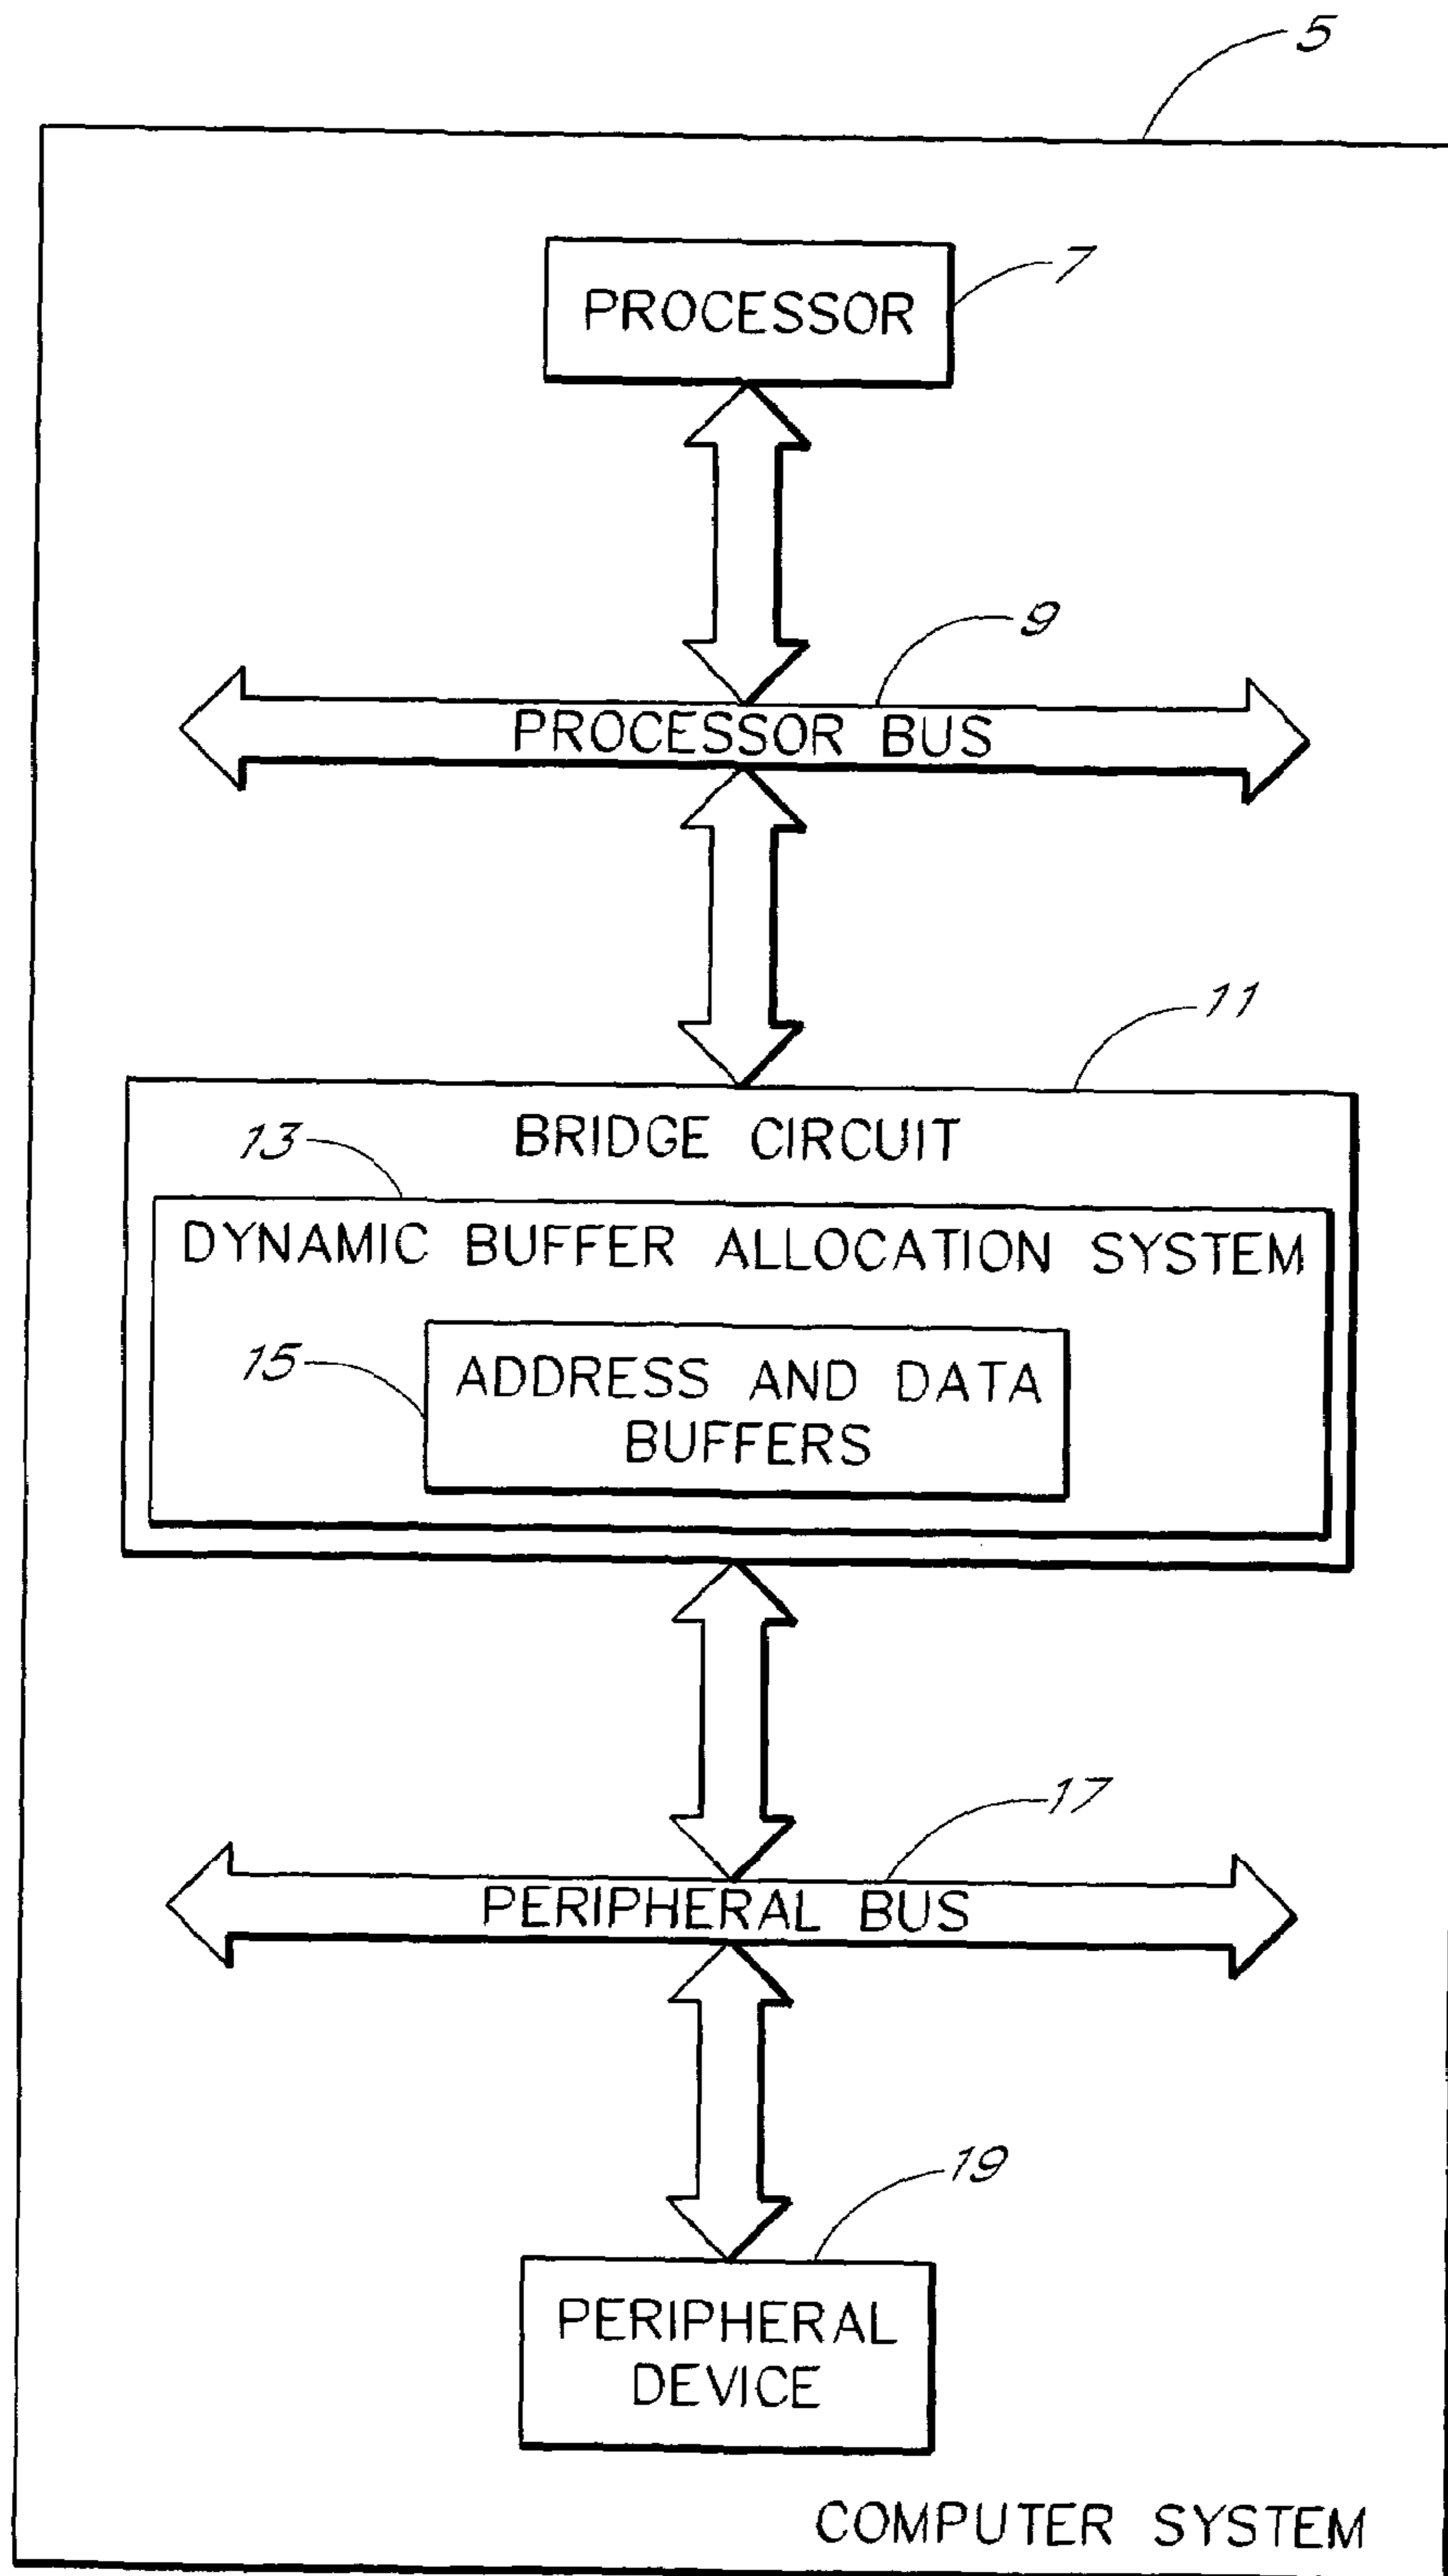 5
PROCESSOR
7
9
PROCESSOR BUS
11
BRIDGE CIRCUIT
13
DYNAMIC BUFFER ALLOCATION SYSTEM
15
ADDRESS AND DATA
BUFFERS
17
PERIPHERAL BUS
19
PERIPHERAL
DEVICE
COMPUTER SYSTEM